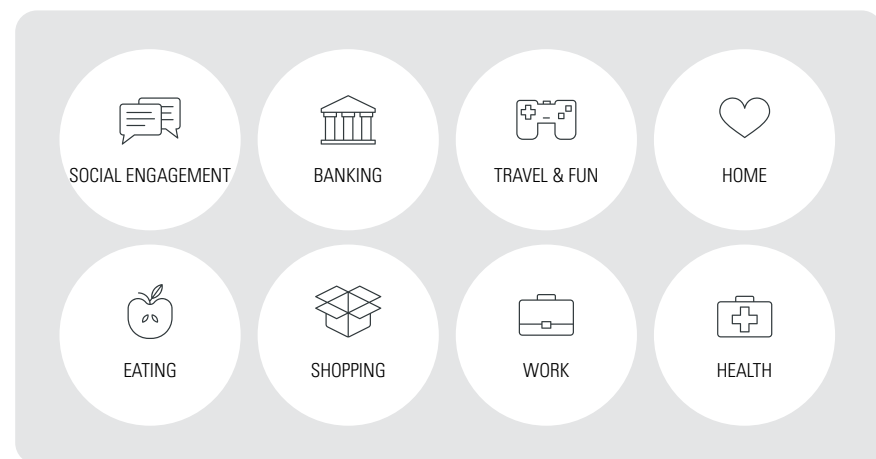 SOCIAL ENGAGEMENT
BANKING
TRAVEL & FUN
HOME
EATING
SHOPPING
WORK
HEALTH